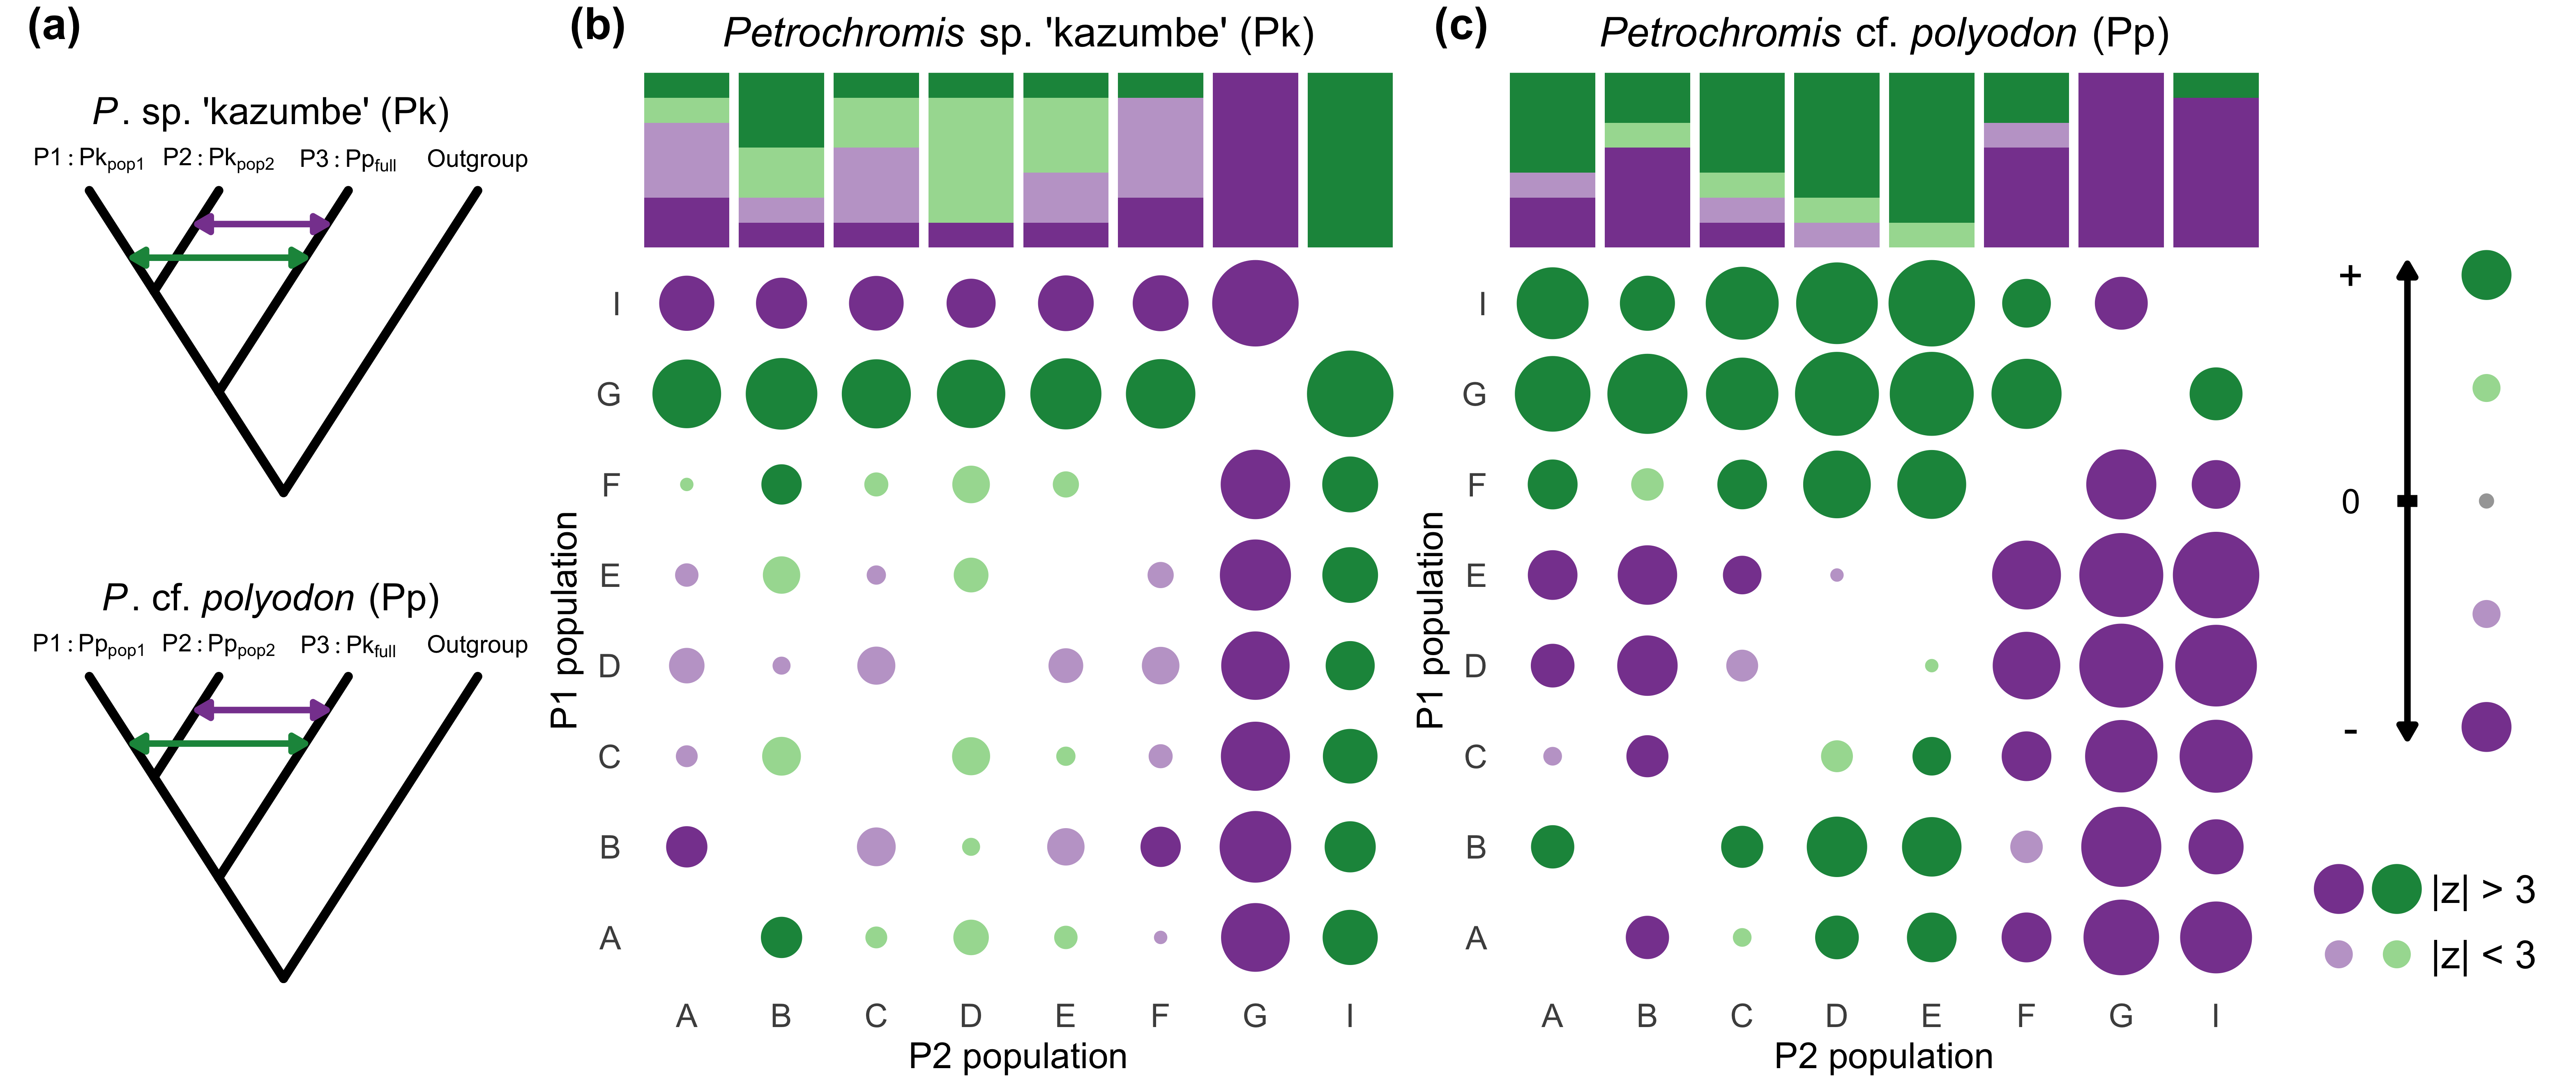 (a)
P. sp. 'kazumbe' (Pk)
P1 : Pkpop1 P2 : Pkpop2 P3 : Ppfull Outgroup
P. cf. polyodon (Pp)
P1 : Pppop1 P2 : Pppop2 P3 : Pkfull Outgroup
(b)
Petrochromis sp. 'kazumbe' (Pk)
P1 population
I
G
F
E
D
C
B
A
A B C D E F G I
P2 population
(c)
Petrochromis cf. polyodon (Pp)
P1 population
I
G
F
E
D
C
B
A
A B C D E F G I
P2 population
+
0
-
|z| > 3
|z| < 3